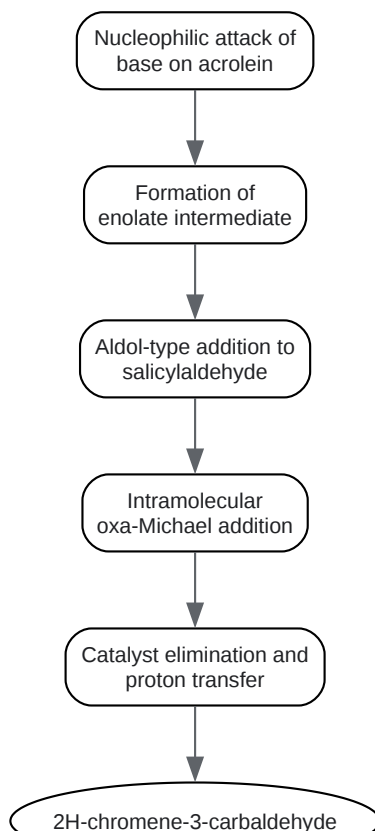 Nucleophilic attack of
base on acrolein
Formation of
enolate intermediate
Aldol-type addition to
salicylaldehyde
Intramolecular
oxa-Michael addition
Catalyst elimination and
proton transfer
2H-chromene-3-carbaldehyde